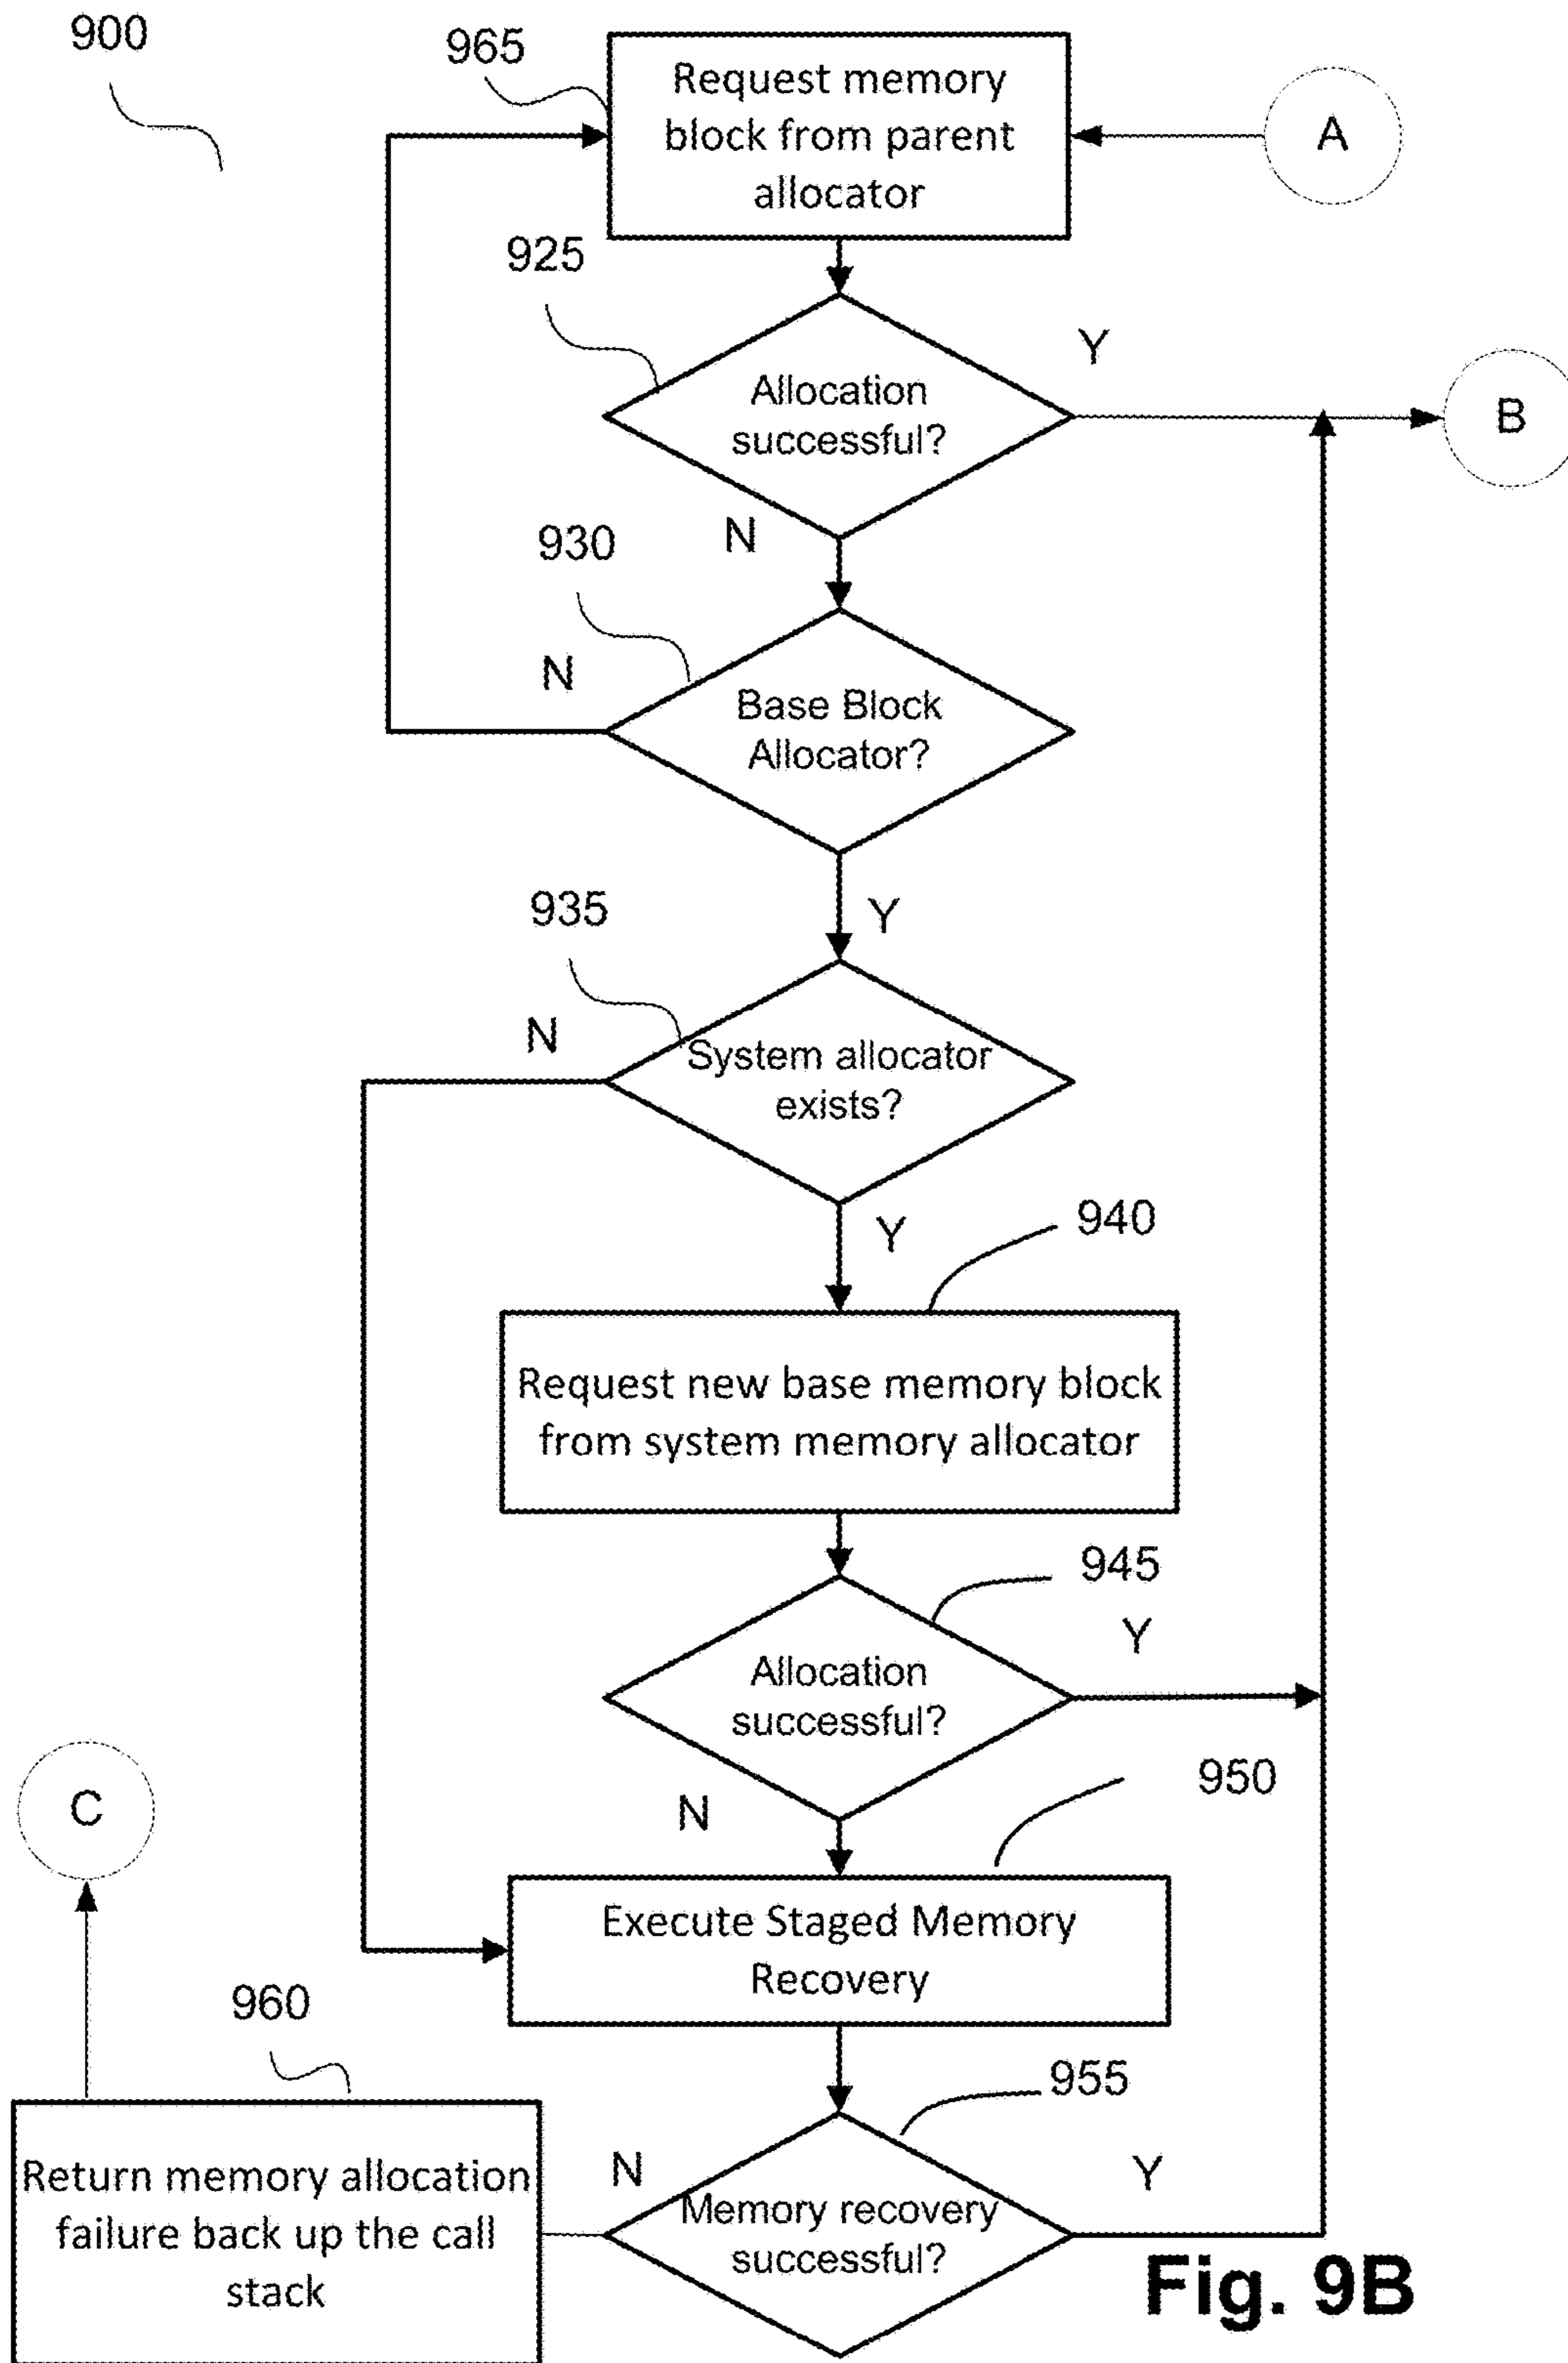 900
965
Request memory
block from parent
allocator
A
925
Allocation
successful?
Y
B
N
930
N
Base Block
Allocator?
Y
935
N
System allocator
exists?
Y
940
Request new base memory block
from system memory allocator
945
Allocation
successful?
Y
N
950
C
Execute Staged Memory
Recovery
960
955
Return memory allocation
failure back up the call
stack
N
Memory recovery
successful?
Y
Fig. 9B